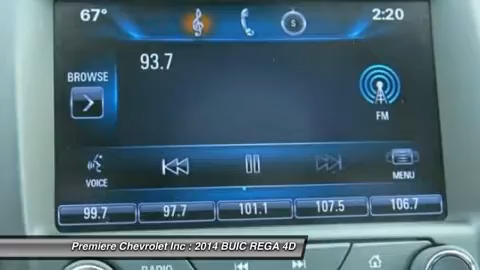 67° 2:20
93.7
BROWSE
FM
VOICE MENU
99.7 97.7 101.1 107.5 106.7
Premiere Chevrolet Inc : 2014 BUIC REGA 4D
RADIO